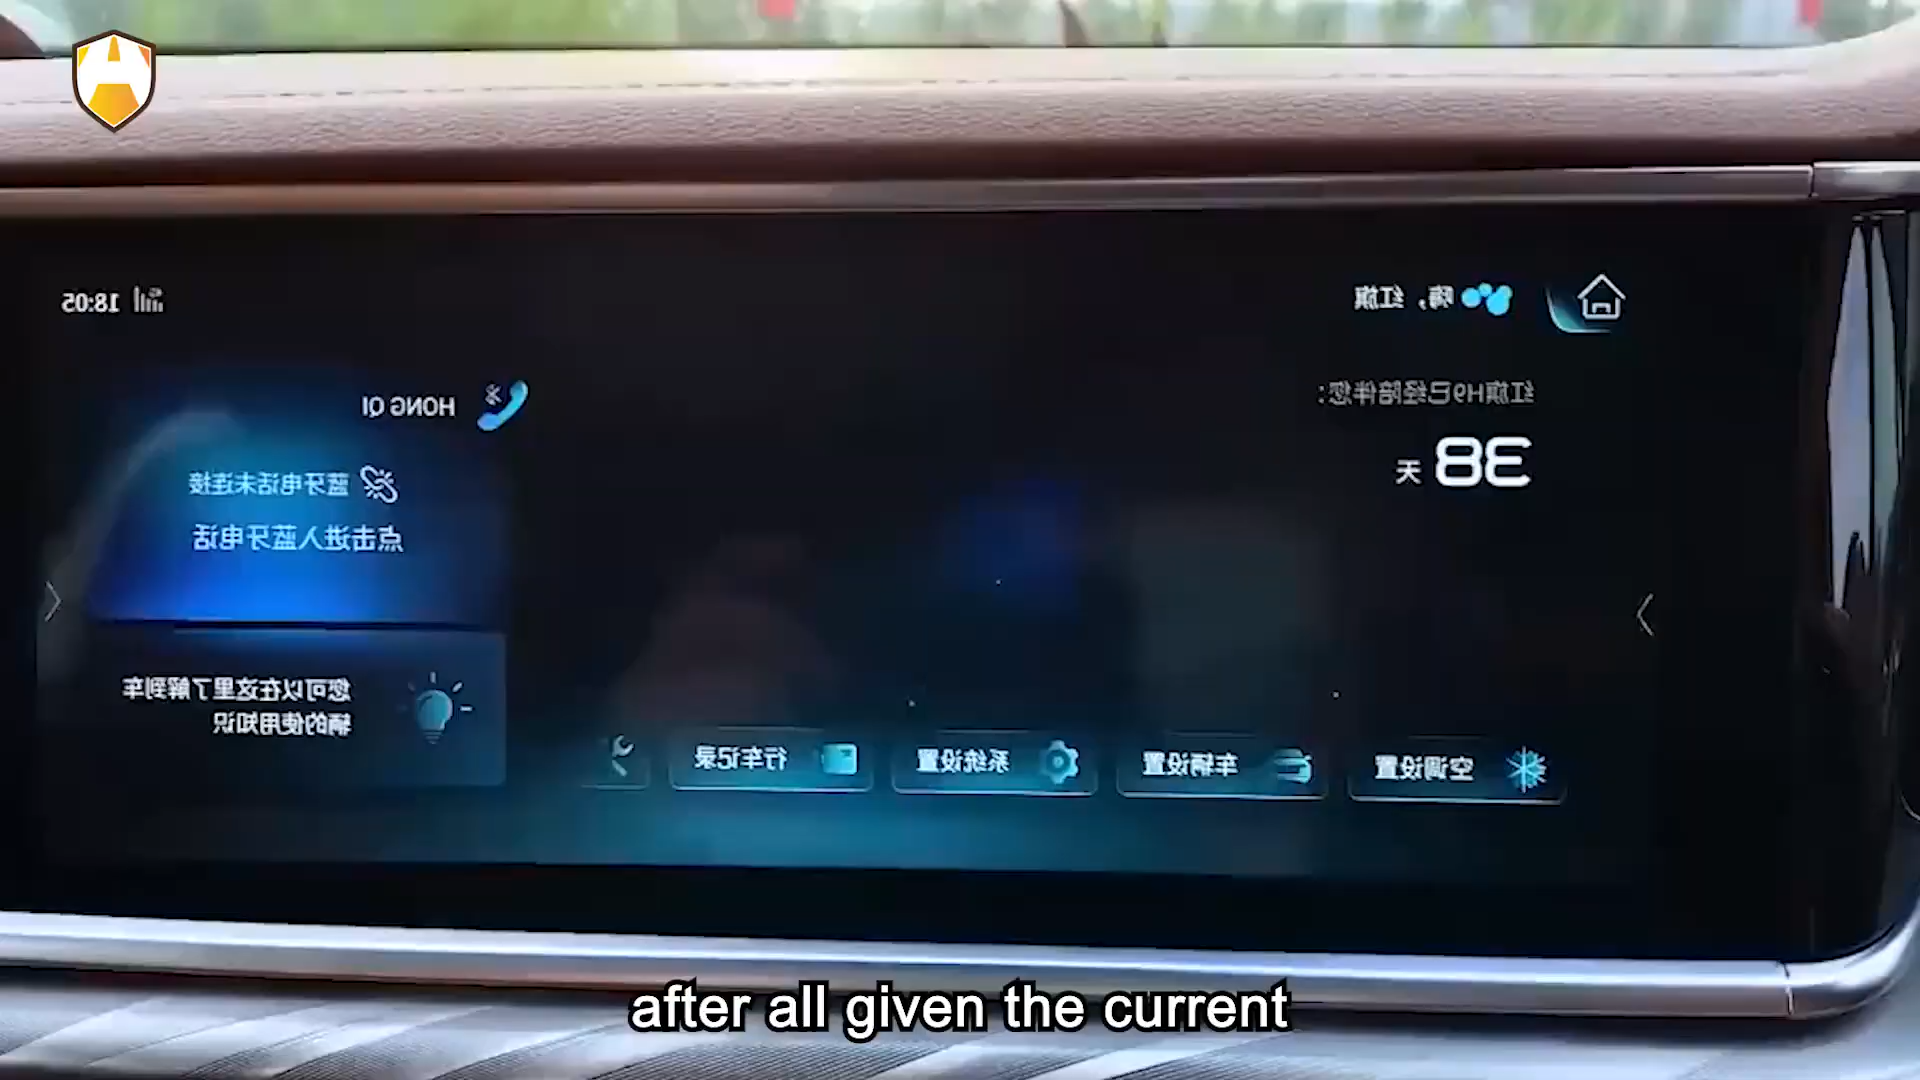 18:05
嗨，红旗
红旗H9已经陪伴您：
38 天
HONG QI
蓝牙电话未连接
点击进入蓝牙电话
您可以在这里了解到车
辆的使用知识
空调设置
车辆设置
系统设置
行车记录
after all given the current